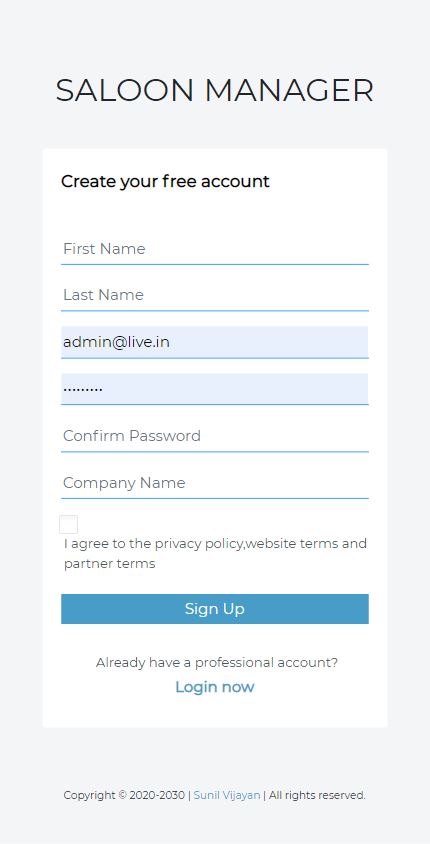 SALOON MANAGER
Create your free account
First Name
Last Name
admin@live.in
•••••••••
Confirm Password
Company Name
I agree to the privacy policy,website terms and
partner terms
Sign Up
Already have a professional account?
Login now
Copyright © 2020-2030 | Sunil Vijayan | All rights reserved.